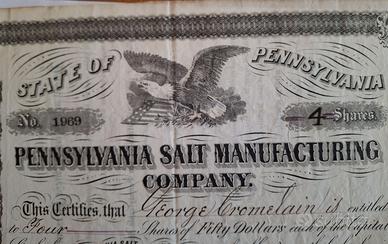 STATE OF PENNSYLVANIA
No. 1969 4 Shares.
PENNSYLVANIA SALT MANUFACTURING
COMPANY.
This Certifies, that George Cromelain is entitled
to Four Shares of Fifty Dollars each of the Capital